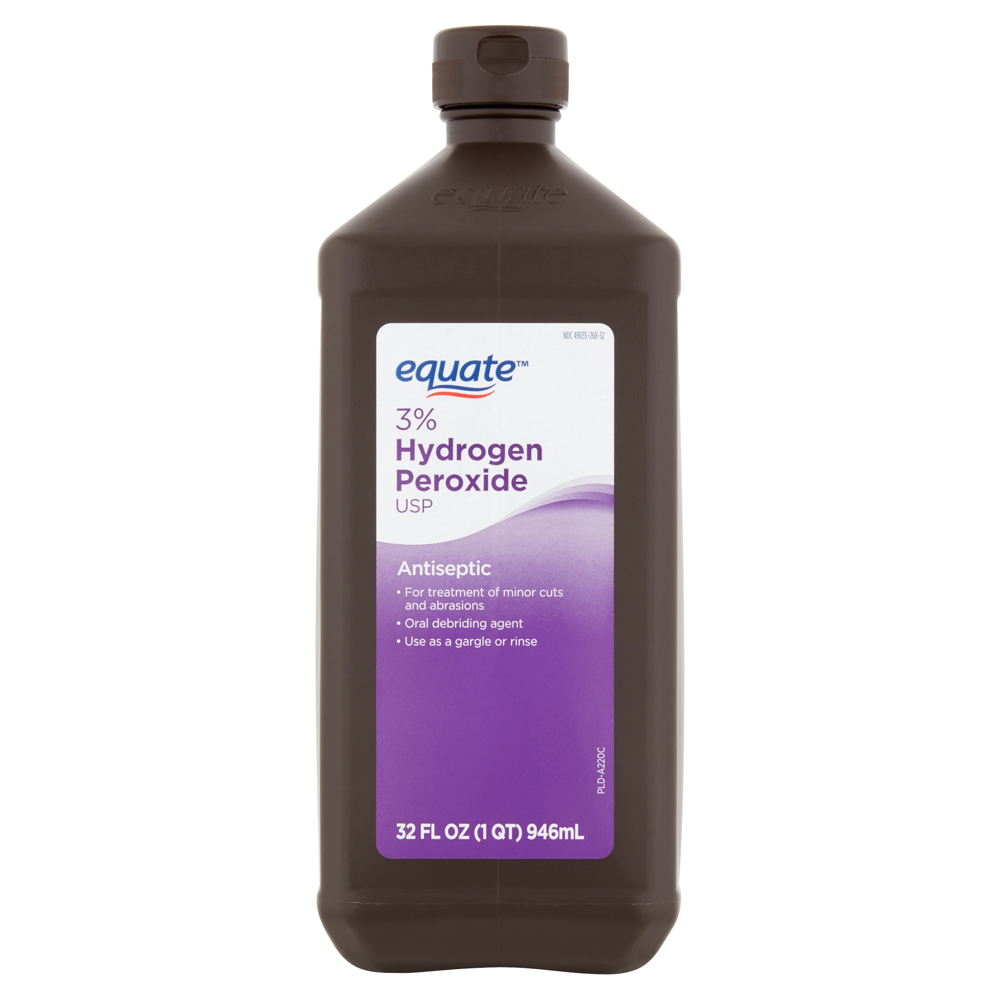 equate
NDC 49035-268-32
equate™
3%
Hydrogen
Peroxide
USP
Antiseptic
• For treatment of minor cuts
and abrasions
• Oral debriding agent
• Use as a gargle or rinse
PLD-A220C
32 FL OZ (1 QT) 946mL